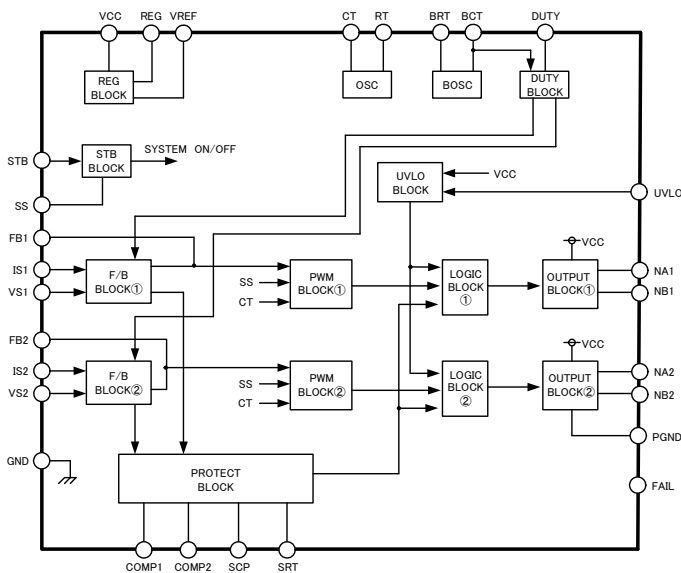 VCC REG VREF CT RT BRT BCT DUTY
REG
BLOCK
OSC
BOSC
DUTY
BLOCK
STB
STB
BLOCK
SYSTEM ON/OFF
SS
UVLO
BLOCK
VCC
UVLO
FB1
IS1
VS1
F/B
BLOCK①
SS
CT
PWM
BLOCK①
LOGIC
BLOCK
①
VCC
OUTPUT
BLOCK①
NA1
NB1
FB2
IS2
VS2
F/B
BLOCK②
SS
CT
PWM
BLOCK②
LOGIC
BLOCK
②
VCC
OUTPUT
BLOCK②
NA2
NB2
PGND
GND
PROTECT
BLOCK
FAIL
COMP1 COMP2 SCP SRT